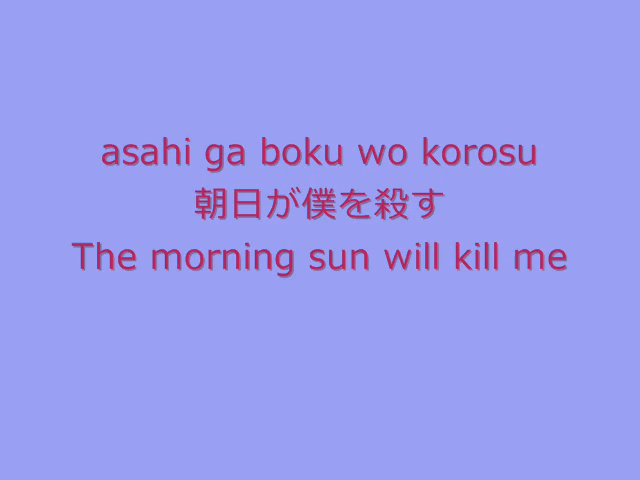 asahi ga boku wo korosu
朝日が僕を殺す
The morning sun will kill me